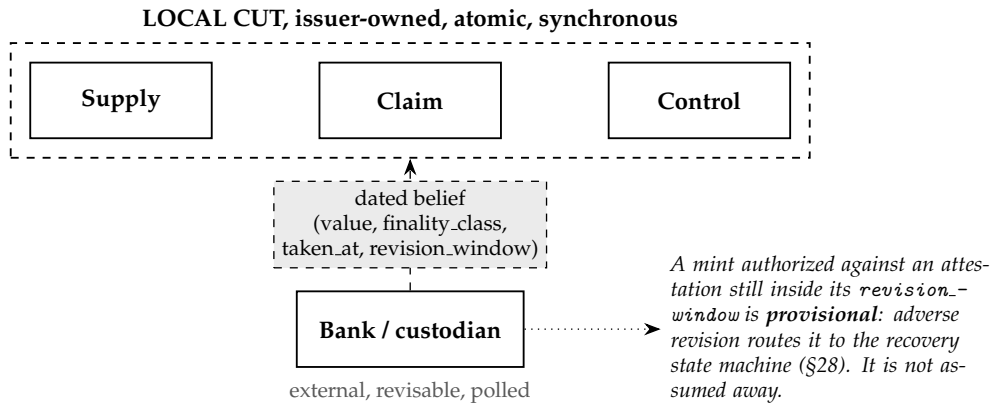 LOCAL CUT, issuer-owned, atomic, synchronous
Supply
Claim
Control
dated belief
(value, finality_class,
taken_at, revision_window)
Bank / custodian
external, revisable, polled
A mint authorized against an attes-
tation still inside its revision_-
window is provisional: adverse
revision routes it to the recovery
state machine (§28). It is not as-
sumed away.